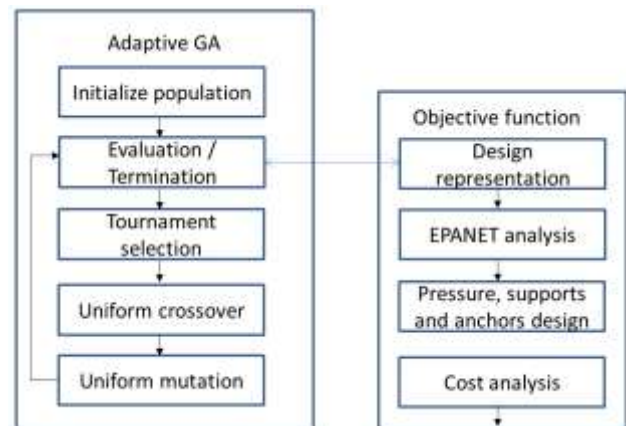 Adaptive GA
Initialize population
Evaluation /
Termination
Tournament
selection
Uniform crossover
Uniform mutation
Objective function
Design
representation
EPANET analysis
Pressure, supports
and anchors design
Cost analysis